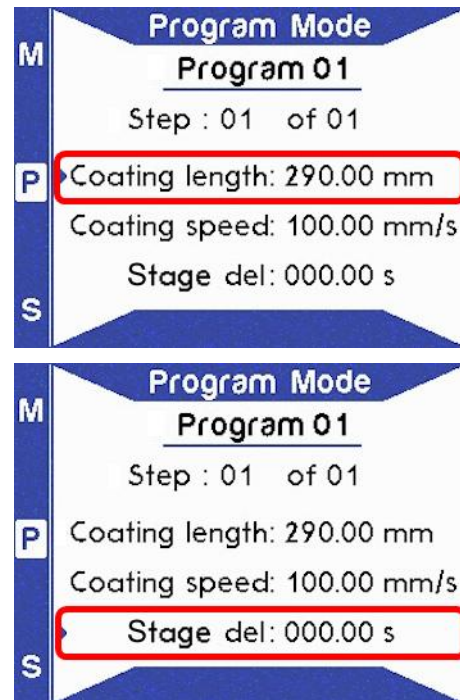 Program Mode
M
Program 01
Step : 01 of 01
P
Coating length: 290.00 mm
Coating speed: 100.00 mm/s
Stage del: 000.00 s
S
Program Mode
M
Program 01
Step : 01 of 01
P
Coating length: 290.00 mm
Coating speed: 100.00 mm/s
Stage del: 000.00 s
S